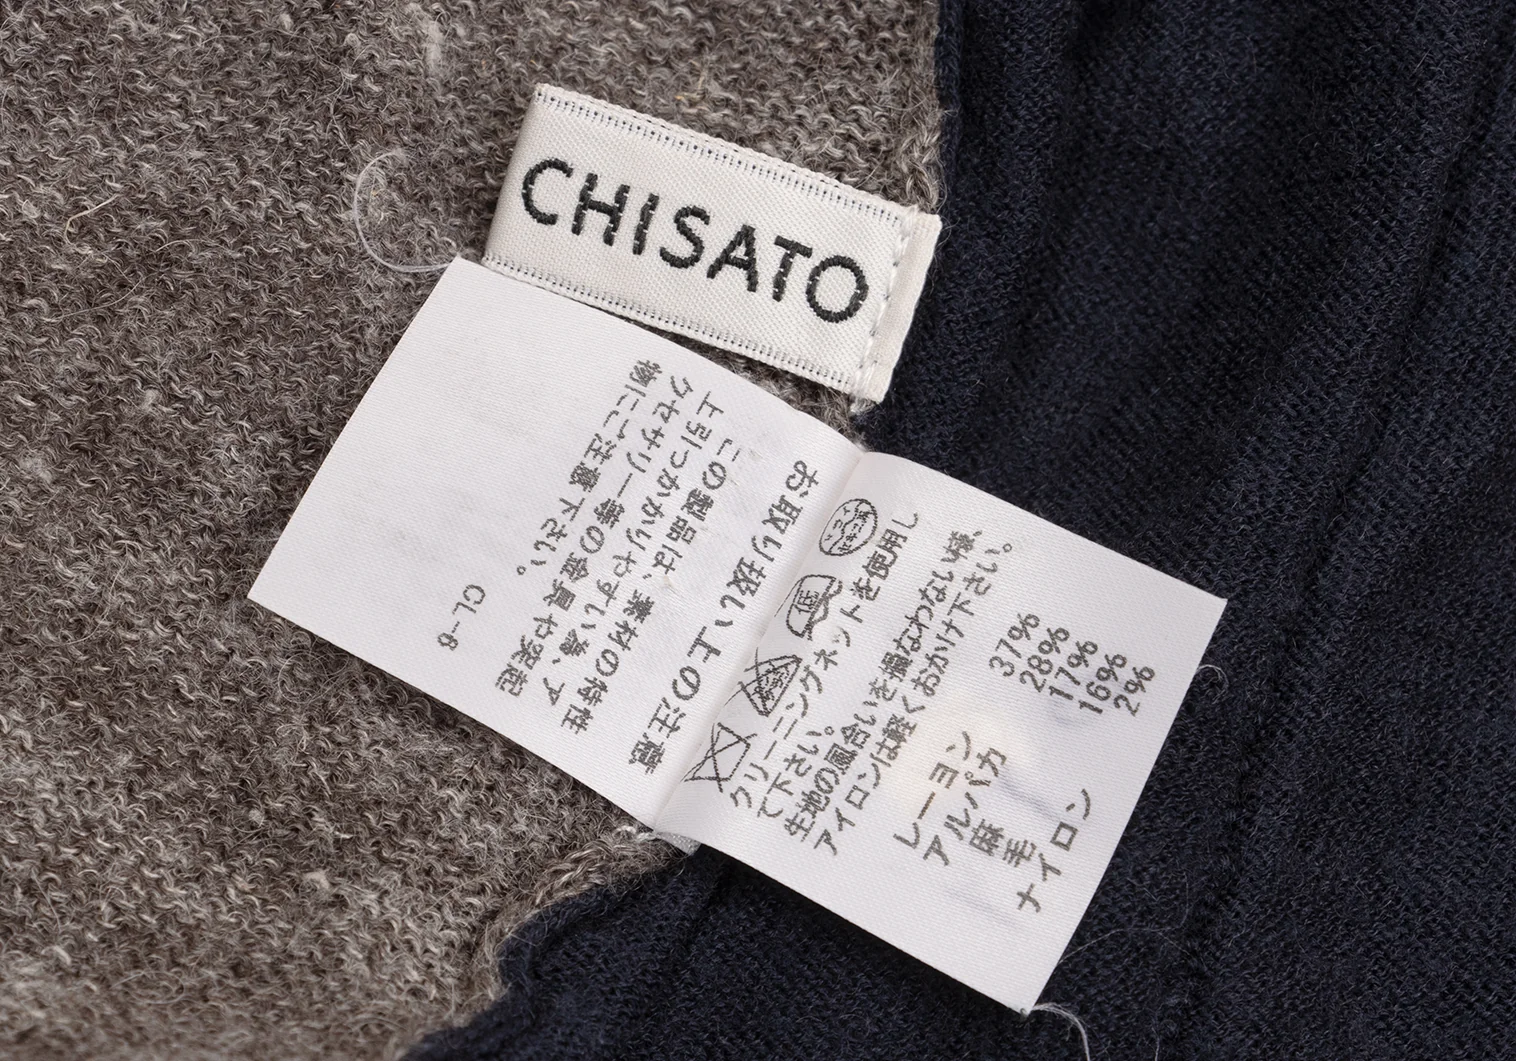 CHISATO
お取り扱い上の注意
この製品は、素材の特性
上引っかかりやすい為、ア
クセサリー等の金具や突起
物にご注意下さい。
CL-6
低
クリーニングネットを使用し
て下さい。
生地の風合いを損なわない様、
アイロンは軽くおかけ下さい。
レーヨン 37%
アルパカ 28%
麻 17%
毛 16%
ナイロン 2%